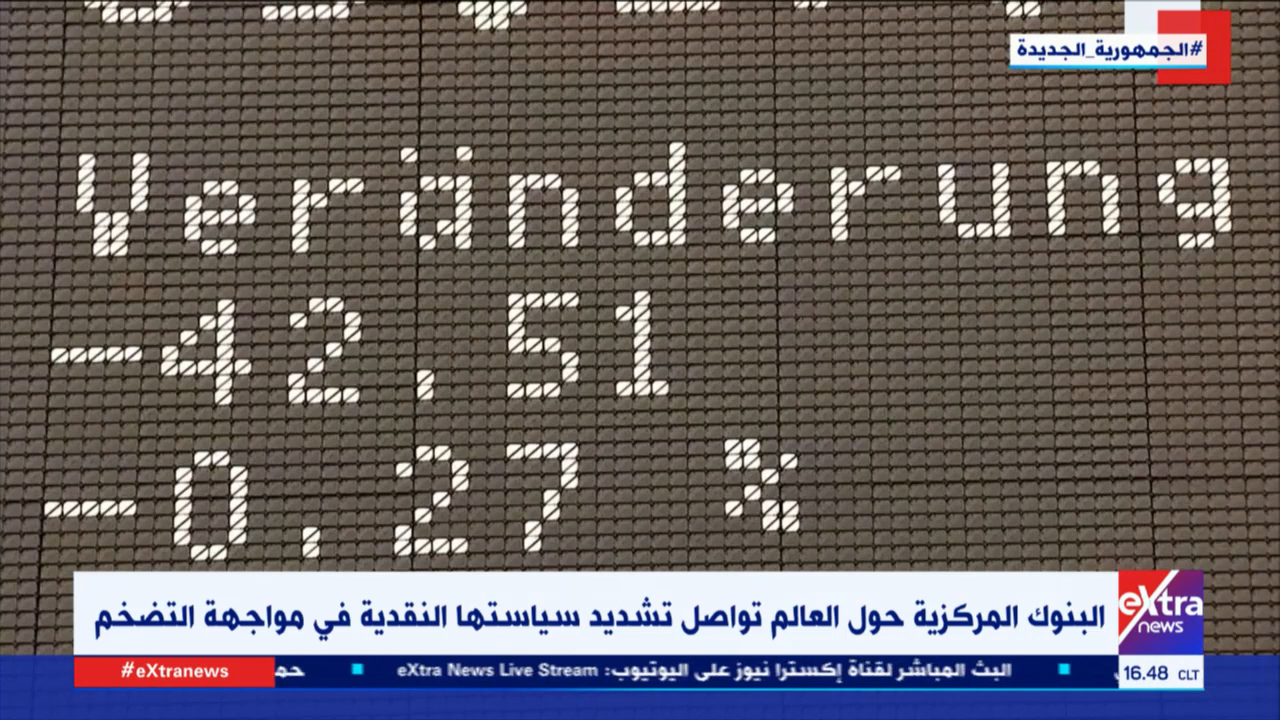 #الجمهورية_الجديدة
Veränderung
-42,51
-0,27 %
البنوك المركزية حول العالم تواصل تشديد سياستها النقدية في مواجهة التضخم
eXtra
news
#eXtranews
البث المباشر لقناة إكسترا نيوز على اليوتيوب: eXtra News Live Stream
16.48 CLT